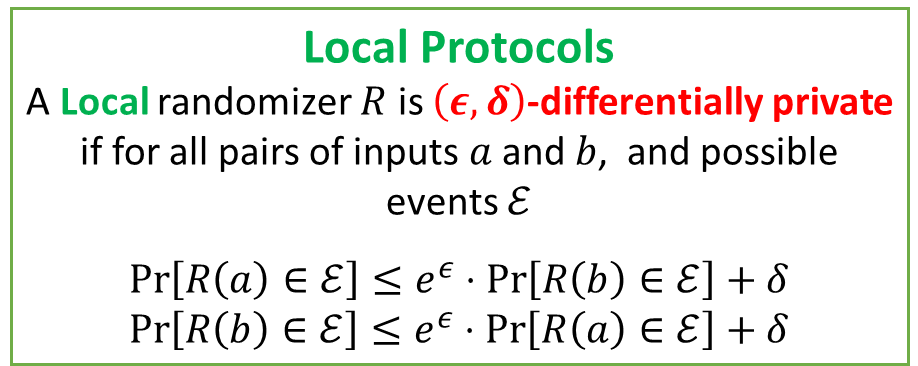 Local Protocols
A Local randomizer R is (ϵ, δ)-differentially private
if for all pairs of inputs a and b, and possible
events ℰ
Pr[R(a) ∈ ℰ] ≤ e^ϵ · Pr[R(b) ∈ ℰ] + δ
Pr[R(b) ∈ ℰ] ≤ e^ϵ · Pr[R(a) ∈ ℰ] + δ